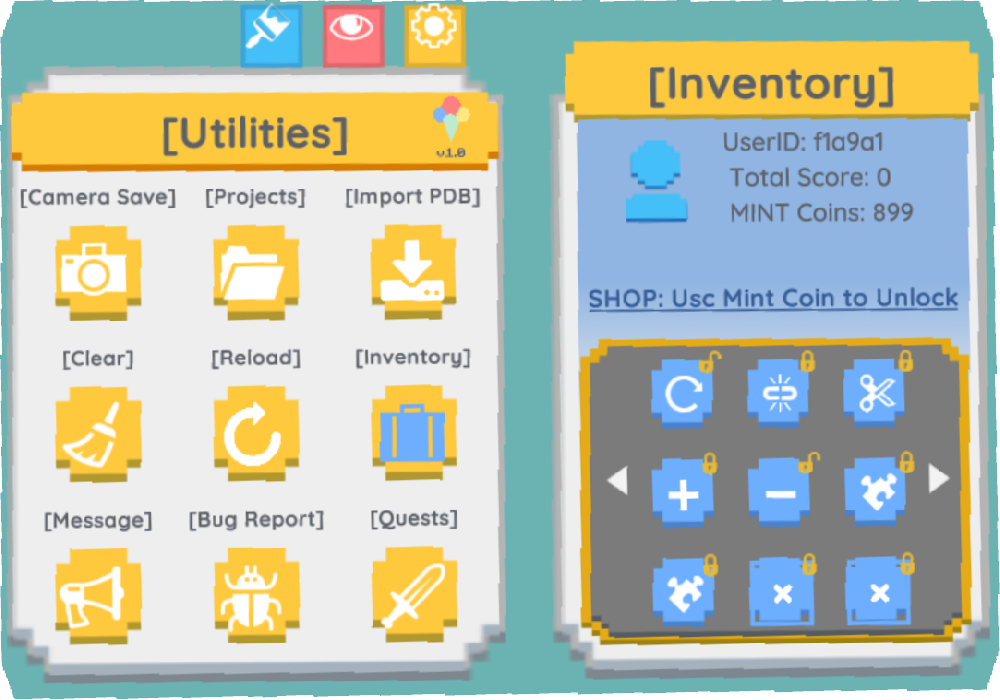 [Utilities]
v1.0
[Camera Save] [Projects] [Import PDB]
[Clear] [Reload] [Inventory]
[Message] [Bug Report] [Quests]
[Inventory]
UserID: f1a9a1
Total Score: 0
MINT Coins: 899
SHOP: Usc Mint Coin to Unlock